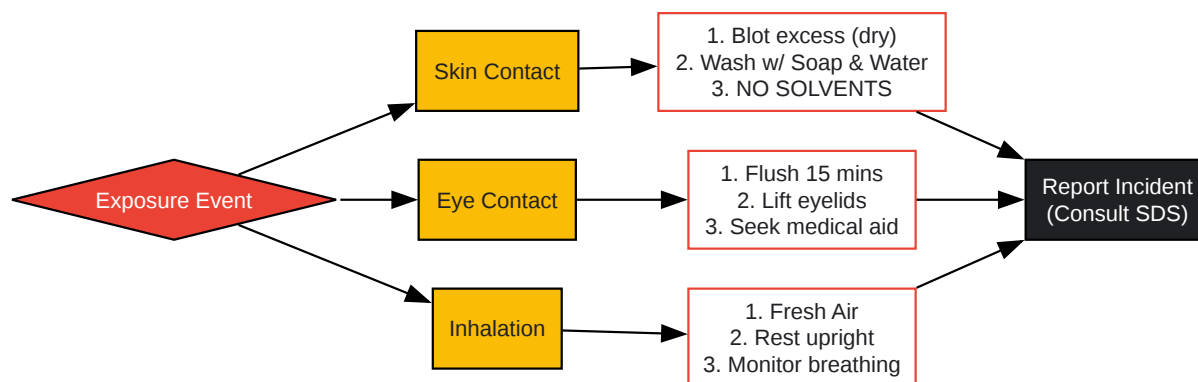 Exposure Event
Skin Contact
1. Blot excess (dry)
2. Wash w/ Soap & Water
3. NO SOLVENTS
Eye Contact
1. Flush 15 mins
2. Lift eyelids
3. Seek medical aid
Inhalation
1. Fresh Air
2. Rest upright
3. Monitor breathing
Report Incident
(Consult SDS)